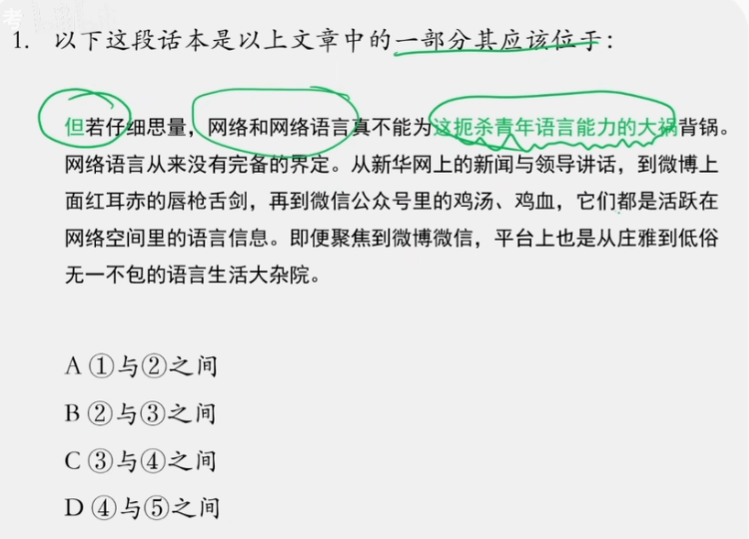 1. 以下这段话本是以上文章中的一部分其应该位于：
但若仔细思量，网络和网络语言真不能为这扼杀青年语言能力的大祸背锅。
网络语言从来没有完备的界定。从新华网上的新闻与领导讲话，到微博上
面红耳赤的唇枪舌剑，再到微信公众号里的鸡汤、鸡血，它们都是活跃在
网络空间里的语言信息。即便聚焦到微博微信，平台上也是从庄雅到低俗
无一不包的语言生活大杂院。
A ①与②之间
B ②与③之间
C ③与④之间
D ④与⑤之间